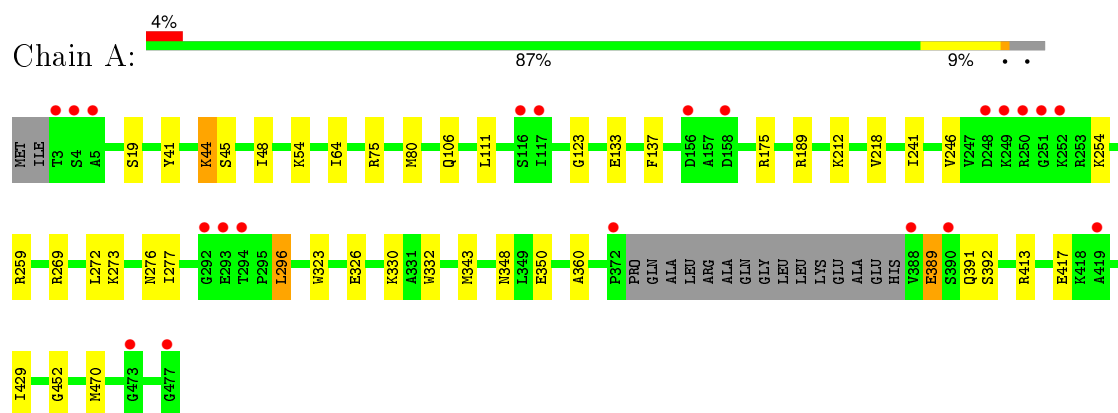 4%
Chain A:
87% 9% • •
MET ILE T3 S4 A5 S19 Y41 K44 S45 I48 K54 I64 R75 M80 Q106 L111 S116 I117 G123 E133 F137 D156 A157 D158 R175 R189 K212 V218 I241 V246 V247 D248 K249 R250 G251 K252 R253 K254
R259 R269 L272 K273 N276 I277 G292 E293 T294 P295 L296 W323 E326 K330 A331 W332 M343 N348 L349 E350 A360 P372 PRO GLN ALA LEU ARG ALA GLN GLY LEU LEU LYS GLU ALA GLU HIS V388 E389 S390 Q391 S392 R413 E417 K418 A419
I429 G452 M470 G473 G477